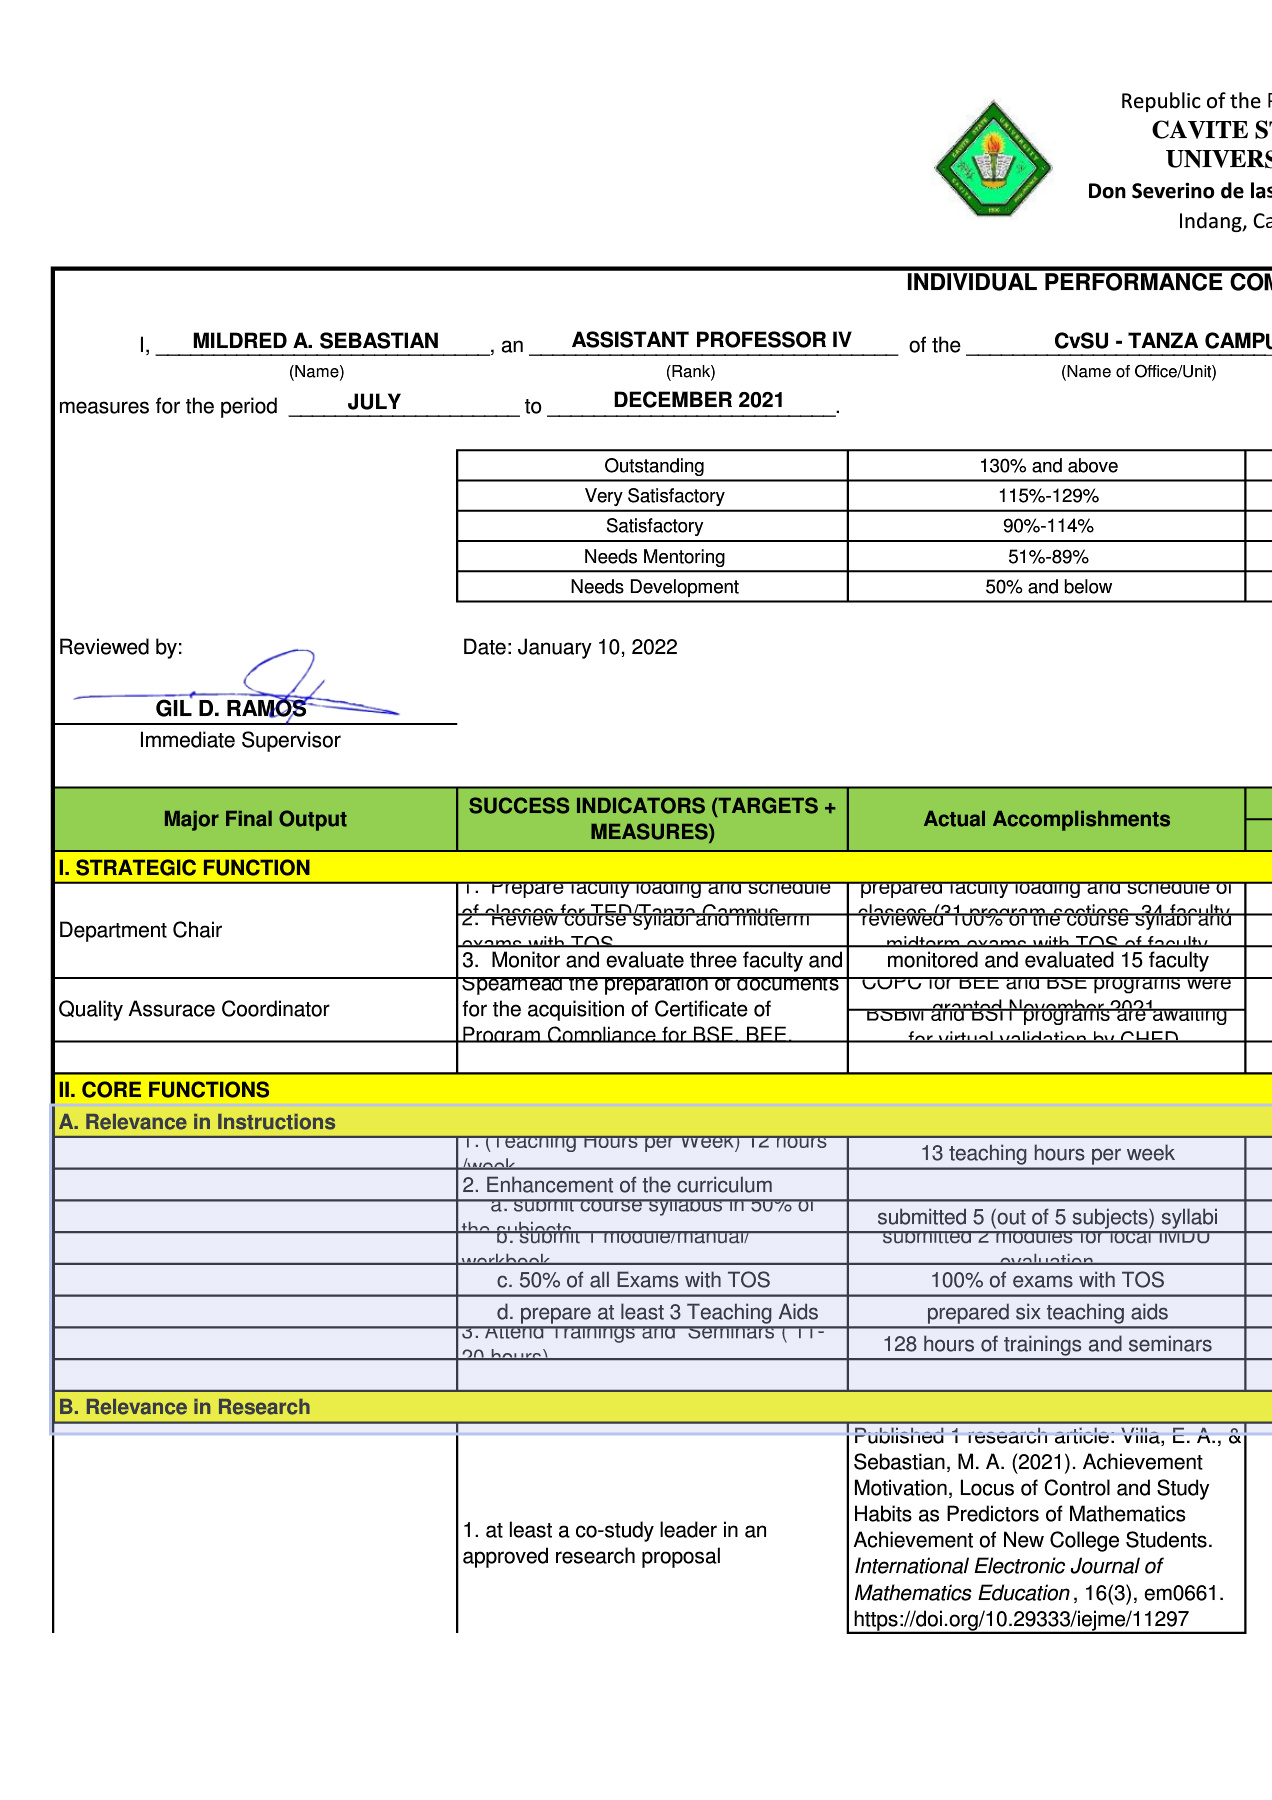 Republic of the
CAVITE
UNIVERS
Don Severino de las
Indang, Ca
INDIVIDUAL PERFORMANCE COM
I, MILDRED A. SEBASTIAN, an ASSISTANT PROFESSOR IV of the CvSU - TANZA CAMPU
(Name) (Rank) (Name of Office/Unit)
measures for the period JULY to DECEMBER 2021.
Outstanding 130% and above
Very Satisfactory 115%-129%
Satisfactory 90%-114%
Needs Mentoring 51%-89%
Needs Development 50% and below
Reviewed by: Date: January 10, 2022
GIL D. RAMOS
Immediate Supervisor
Major Final Output SUCCESS INDICATORS (TARGETS + MEASURES) Actual Accomplishments
I. STRATEGIC FUNCTION
Department Chair
1. Prepare faculty loading and schedule
of classes for TED/Tanza Campus
prepared faculty loading and schedule of
classes (31 program sections, 34 faculty
2. Review course syllabi and midterm
exams with TOS
reviewed 100% of the course syllabi and
midterm exams with TOS of faculty
3. Monitor and evaluate three faculty and
monitored and evaluated 15 faculty
Quality Assurace Coordinator
Spearhead the preparation of documents
for the acquisition of Certificate of
Program Compliance for BSE, BEE,
COPC for BEE and BSE programs were
granted November 2021
BSBM and BSIT programs are awaiting
for virtual validation by CHED
II. CORE FUNCTIONS
A. Relevance in Instructions
1. (Teaching Hours per Week) 12 hours
/week
13 teaching hours per week
2. Enhancement of the curriculum
a. submit course syllabus in 50% of
the subjects
submitted 5 (out of 5 subjects) syllabi
b. submit 1 module/manual/
workbook
submitted 2 modules for local IMDU
evaluation
c. 50% of all Exams with TOS
100% of exams with TOS
d. prepare at least 3 Teaching Aids
prepared six teaching aids
3. Attend Trainings and Seminars ( 11-
20 hours)
128 hours of trainings and seminars
B. Relevance in Research
1. at least a co-study leader in an
approved research proposal
Published 1 research article: Villa, E. A., &
Sebastian, M. A. (2021). Achievement
Motivation, Locus of Control and Study
Habits as Predictors of Mathematics
Achievement of New College Students.
International Electronic Journal of
Mathematics Education, 16(3), em0661.
https://doi.org/10.29333/iejme/11297